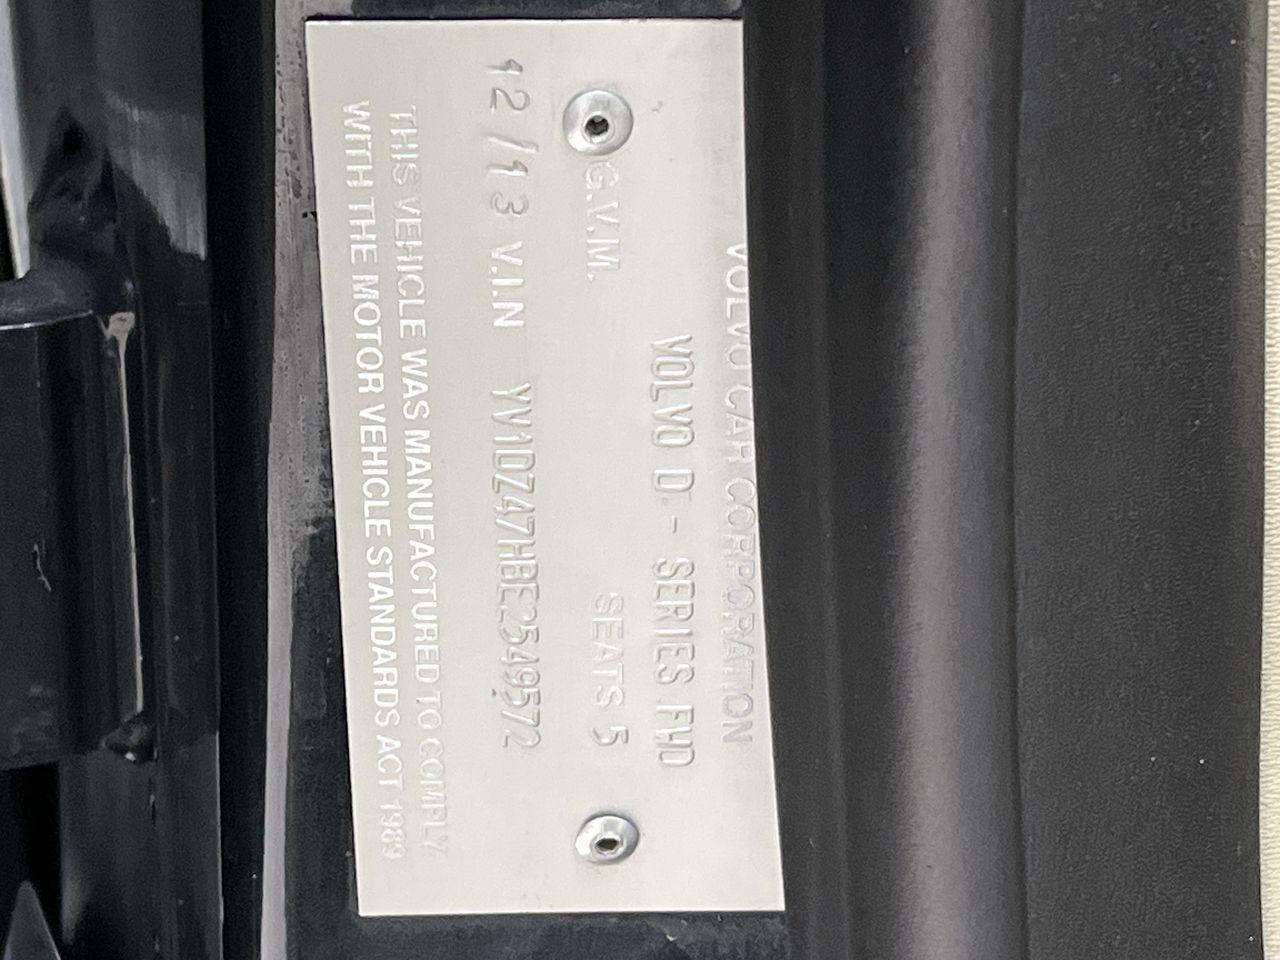 VOLVO CAR CORPORATION
VOLVO D - SERIES FWD
G.V.M. SEATS 5
12/13 V.I.N YV1DZ47HBE2549572
THIS VEHICLE WAS MANUFACTURED TO COMPLY
WITH THE MOTOR VEHICLE STANDARDS ACT 1989